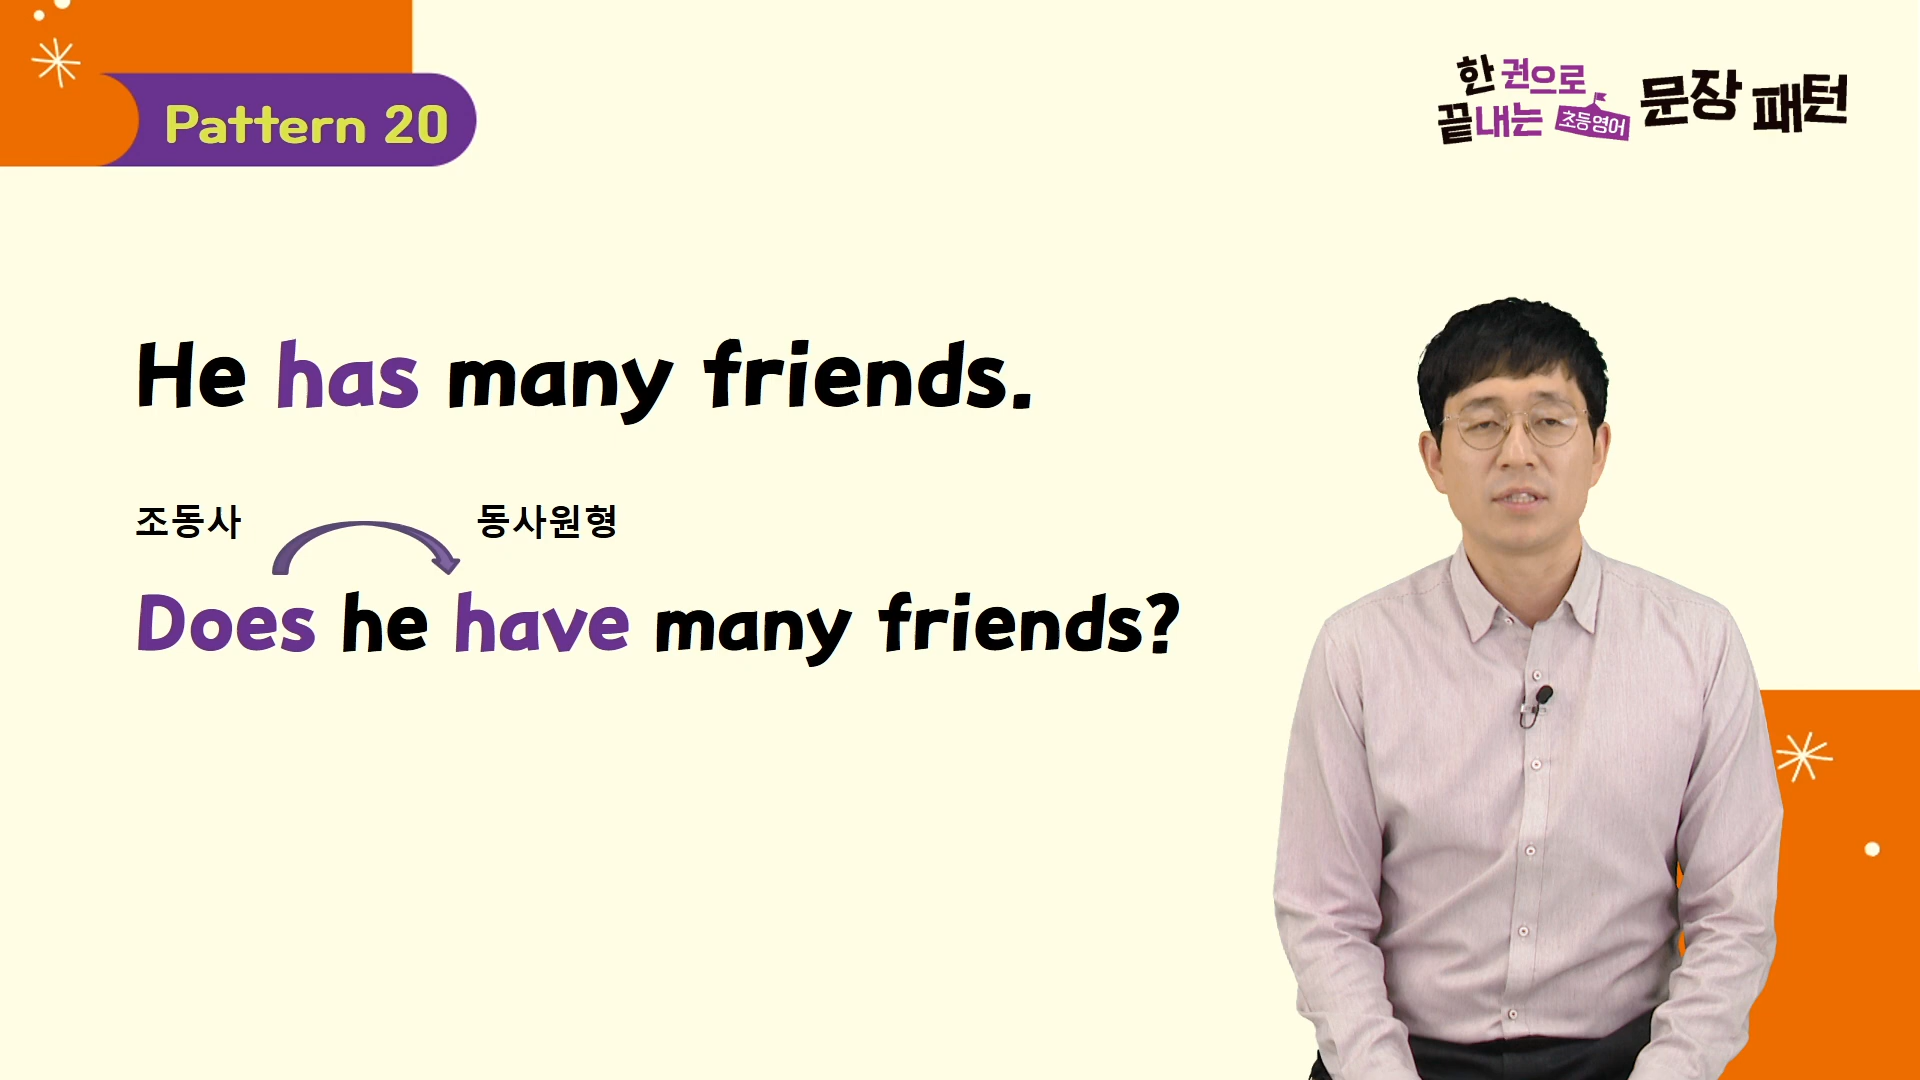 Pattern 20
한 권으로
끝내는 초등영어 문장 패턴
He has many friends.
조동사 동사원형
Does he have many friends?